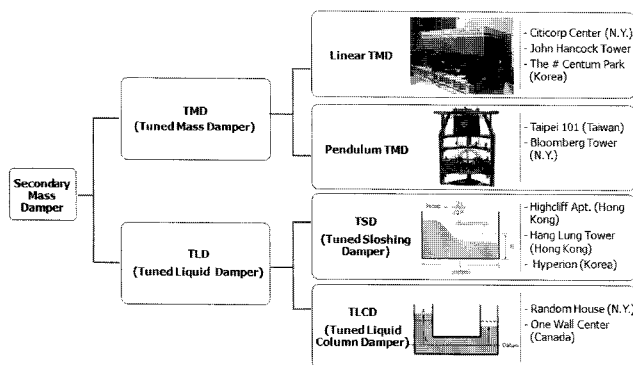 Secondary
Mass
Damper
TMD
(Tuned Mass Damper)
TLD
(Tuned Liquid Damper)
Linear TMD
- Citicorp Center (N.Y.)
- John Hancock Tower
- The # Centum Park
(Korea)
Pendulum TMD
- Taipei 101 (Taiwan)
- Bloomberg Tower
(N.Y.)
TSD
(Tuned Sloshing
Damper)
- Highcliff Apt. (Hong
Kong)
- Hang Lung Tower
(Hong Kong)
- Hyperion (Korea)
TLCD
(Tuned Liquid
Column Damper)
- Random House (N.Y.)
- One Wall Center
(Canada)